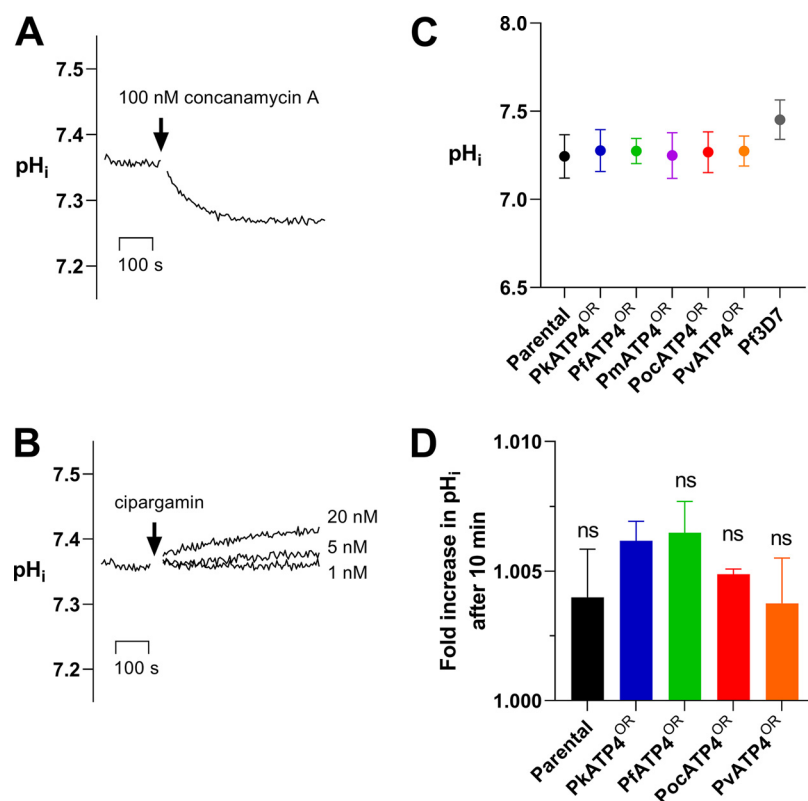 A
7.5
7.4
7.3
7.2
pHi
100 nM concanamycin A
100 s
B
7.5
7.4
7.3
7.2
pHi
cipargamin
20 nM
5 nM
1 nM
100 s
C
8.0
7.5
7.0
6.5
pHi
Parental
PkATP4OR
PfATP4OR
PmATP4OR
PocATP4OR
PvATP4OR
Pf3D7
D
Fold increase in pHi
after 10 min
1.010
1.005
1.000
ns
ns
ns
ns
Parental
PkATP4OR
PfATP4OR
PocATP4OR
PvATP4OR